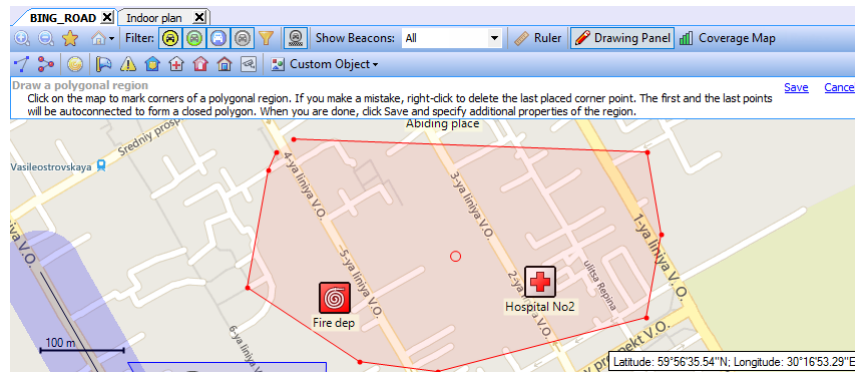 BING_ROAD X Indoor plan X
Filter: Show Beacons: All Ruler Drawing Panel Coverage Map
Custom Object
Draw a polygonal region Save Cancel
Click on the map to mark corners of a polygonal region. If you make a mistake, right-click to delete the last placed corner point. The first and the last points
will be autoconnected to form a closed polygon. When you are done, click Save and specify additional properties of the region.
Abiding place
Sredniy prosp
Vasileostrovskaya
4-ya liniya V.O.
3-ya liniya V.O.
1-ya liniya V.O.
iya V.O.
5-ya liniya V.O.
2-ya liniya V.O.
ulitsa Repina
Hospital No2
Fire dep
6-ya liniya V.O.
100 m
prospekt V.O.
Latitude: 59°56'35.54"N; Longitude: 30°16'53.29"E